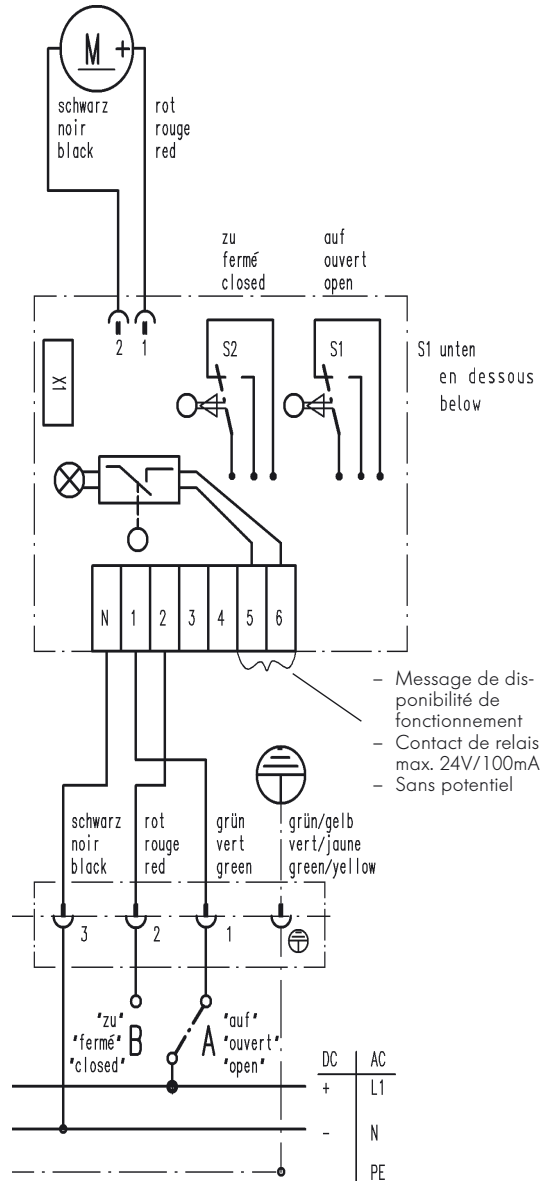 M +
schwarz
noir
black
rot
rouge
red
zu
fermé
closed
auf
ouvert
open
2 1
X1
S2
S1
S1 unten
en dessous
below
N 1 2 3 4 5 6
– Message de dis-
ponibilité de
fonctionnement
– Contact de relais
max. 24V/100mA
– Sans potentiel
schwarz
noir
black
rot
rouge
red
grün
vert
green
grün/gelb
vert/jaune
green/yellow
3 2 1
"zu"
"fermé"
"closed"
B
A
"auf"
"ouvert"
"open"
DC AC
+ L1
- N
PE